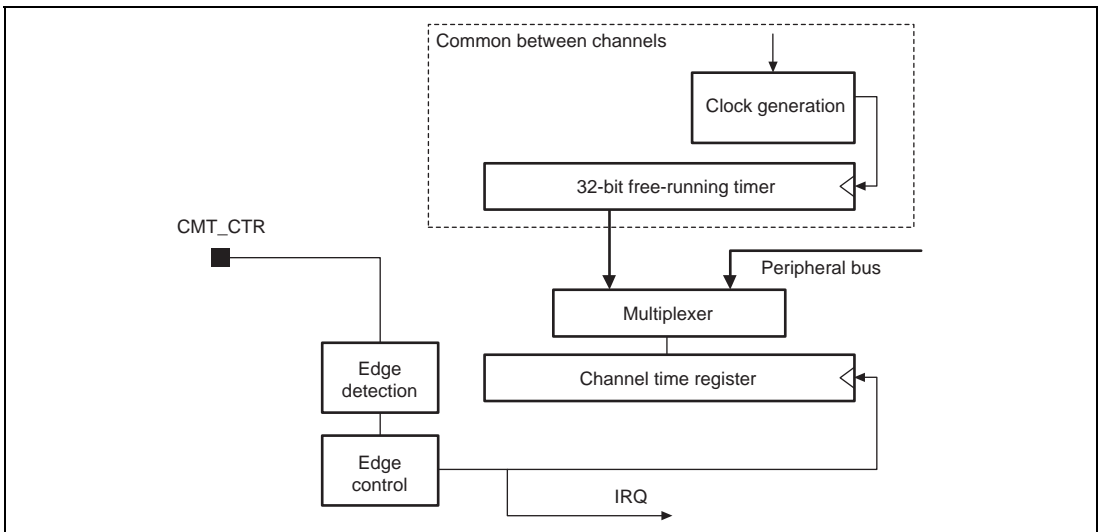 Common between channels
Clock generation
32-bit free-running timer
CMT_CTR
Peripheral bus
Multiplexer
Edge
detection
Channel time register
Edge
control
IRQ